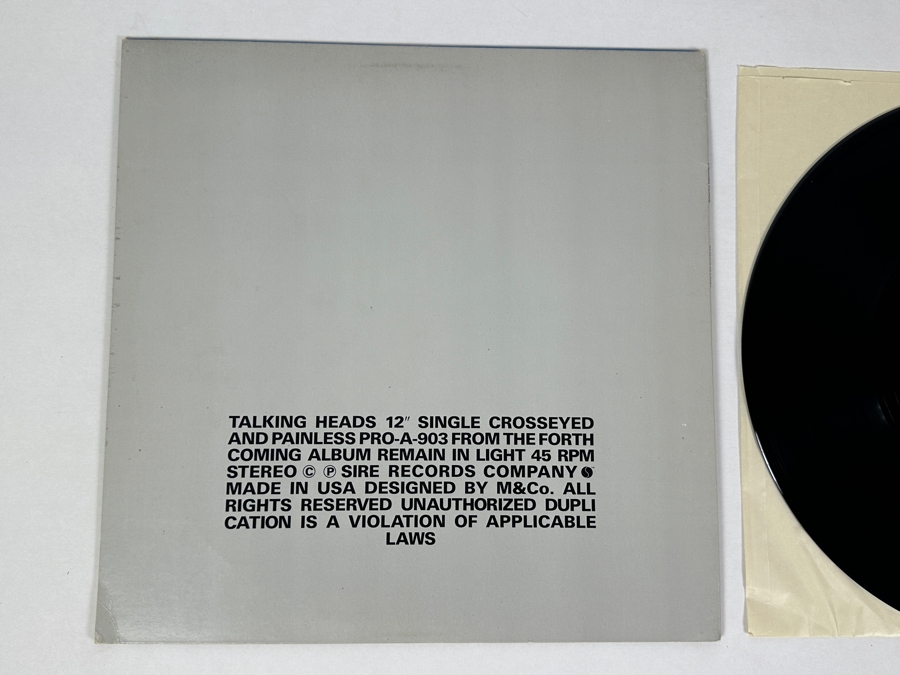 TALKING HEADS 12″ SINGLE CROSSEYED
AND PAINLESS PRO-A-903 FROM THE FORTH
COMING ALBUM REMAIN IN LIGHT 45 RPM
STEREO © ℗ SIRE RECORDS COMPANY
MADE IN USA DESIGNED BY M&Co. ALL
RIGHTS RESERVED UNAUTHORIZED DUPLI
CATION IS A VIOLATION OF APPLICABLE
LAWS